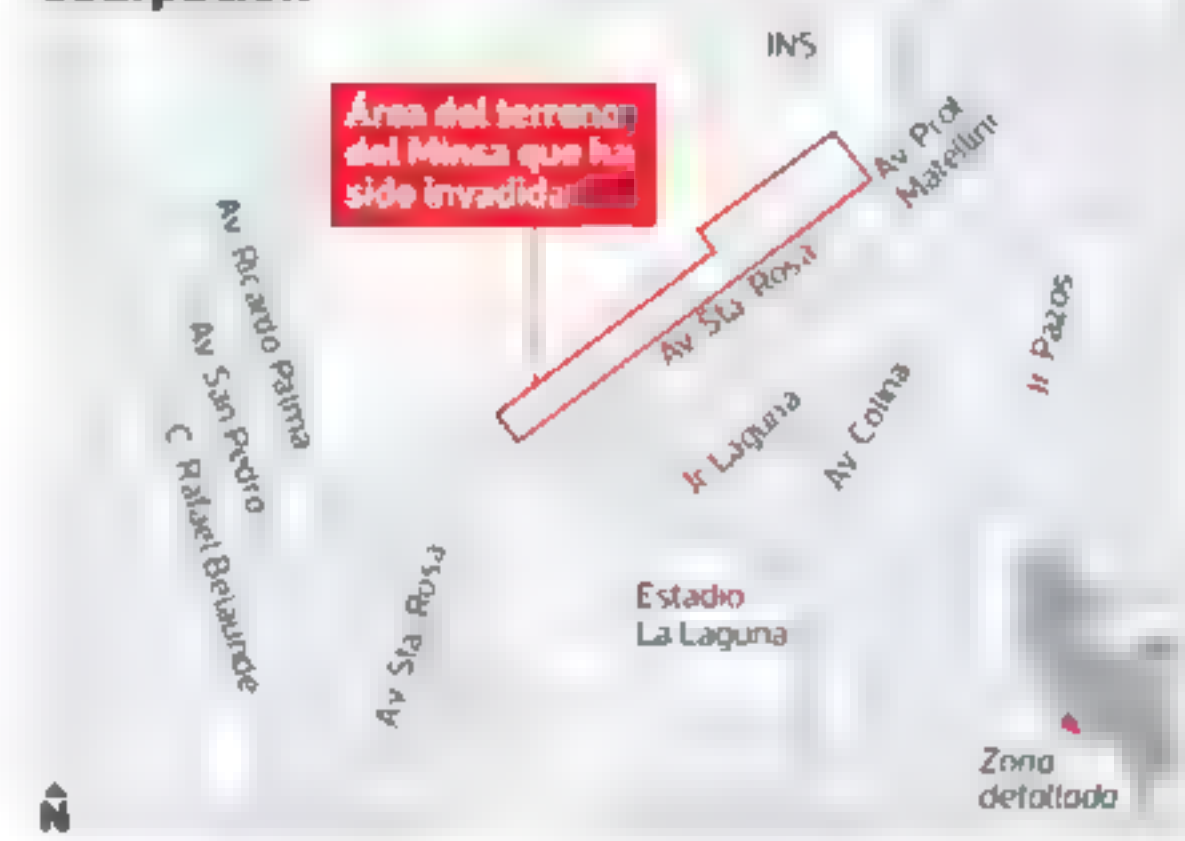 INS
Área del terreno
del Minsa que ha
sido invadida
Av Prol
Matellini
Av Ricardo Palma
Av San Pedro
C Rafael Belaunde
Av Sta Rosa
Jr Pazos
Jr Laguna
Av Colina
Av Sta Rosa
Estadio
La Laguna
Zona
detallada
N